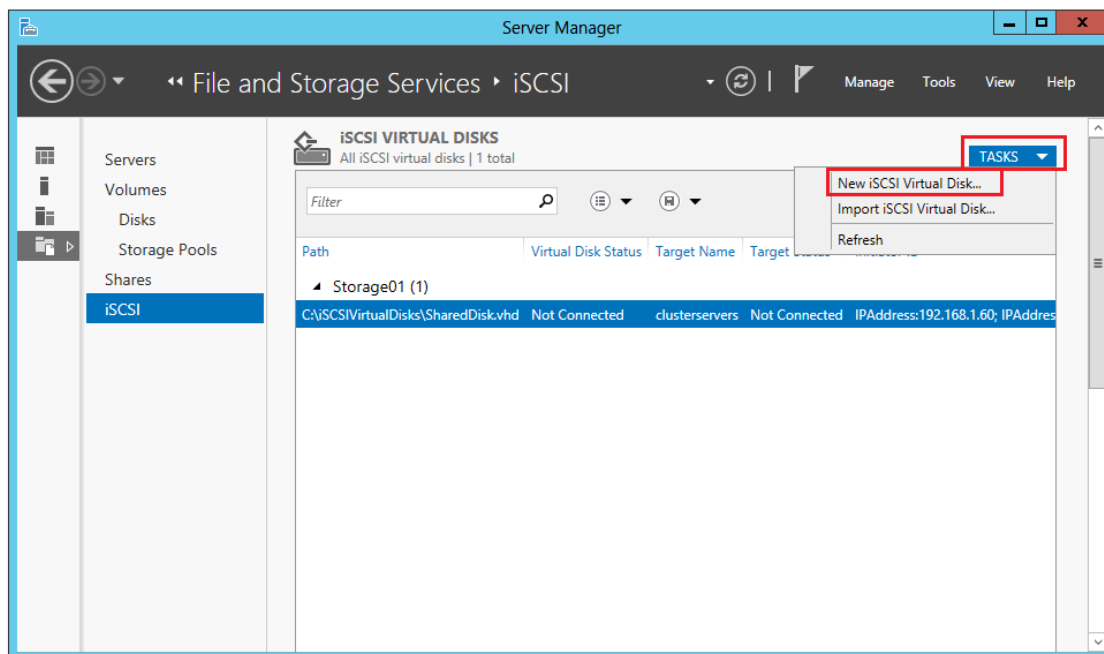 Server Manager
File and Storage Services iSCSI
Manage Tools View Help
Servers
Volumes
Disks
Storage Pools
Shares
iSCSI
iSCSI VIRTUAL DISKS
All iSCSI virtual disks | 1 total
TASKS
New iSCSI Virtual Disk...
Import iSCSI Virtual Disk...
Refresh
Filter
Path Virtual Disk Status Target Name Target
Storage01 (1)
C:\iSCSIVirtualDisks\SharedDisk.vhd Not Connected clusterservers Not Connected IPAddress:192.168.1.60; IPAddres